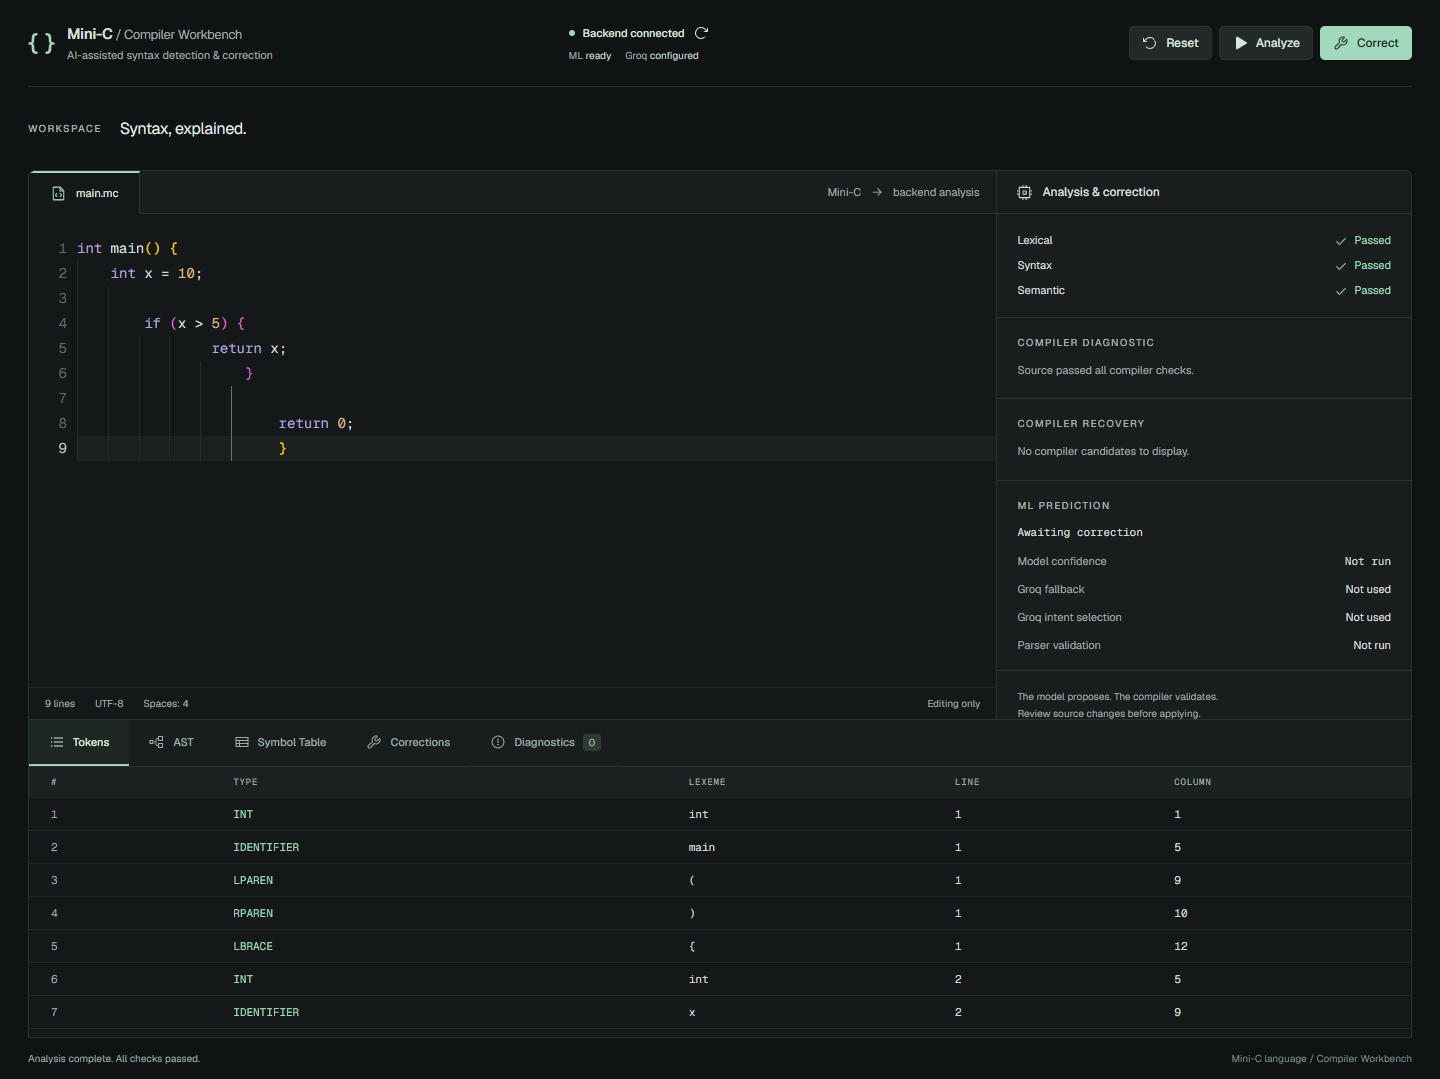 Mini-C / Compiler Workbench
AI-assisted syntax detection & correction
Backend connected
ML ready Groq configured
Reset
Analyze
Correct
WORKSPACE Syntax, explained.
main.mc
Mini-C → backend analysis
1 int main() {
2     int x = 10;
3
4         if (x > 5) {
5                 return x;
6                     }
7
8                         return 0;
9                         }
9 lines UTF-8 Spaces: 4 Editing only
Analysis & correction
Lexical ✓ Passed
Syntax ✓ Passed
Semantic ✓ Passed
COMPILER DIAGNOSTIC
Source passed all compiler checks.
COMPILER RECOVERY
No compiler candidates to display.
ML PREDICTION
Awaiting correction
Model confidence Not run
Groq fallback Not used
Groq intent selection Not used
Parser validation Not run
The model proposes. The compiler validates.
Review source changes before applying.
Tokens AST Symbol Table Corrections Diagnostics 0
# TYPE LEXEME LINE COLUMN
1 INT int 1 1
2 IDENTIFIER main 1 5
3 LPAREN ( 1 9
4 RPAREN ) 1 10
5 LBRACE { 1 12
6 INT int 2 5
7 IDENTIFIER x 2 9
Analysis complete. All checks passed.
Mini-C language / Compiler Workbench